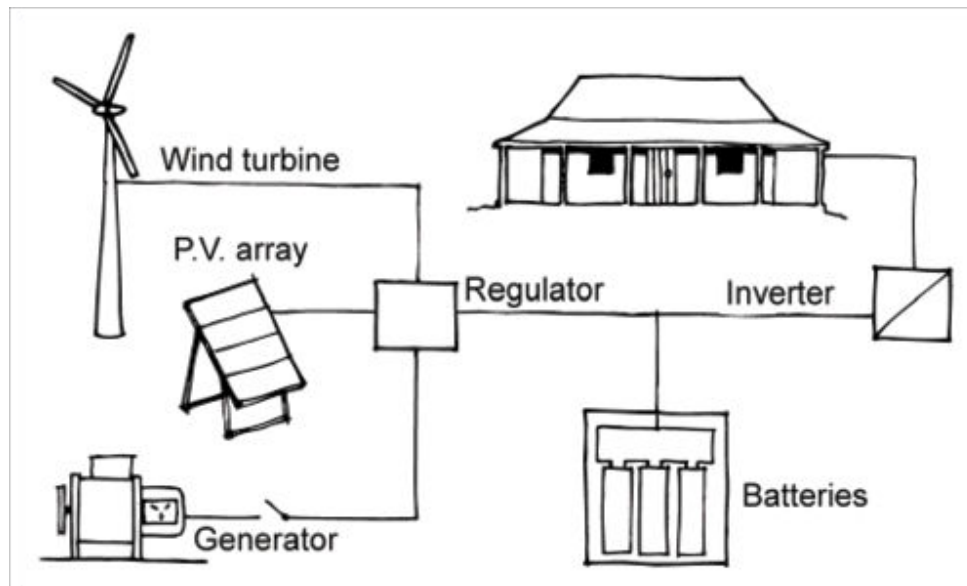 Wind turbine
P.V. array
Regulator
Inverter
Generator
Batteries